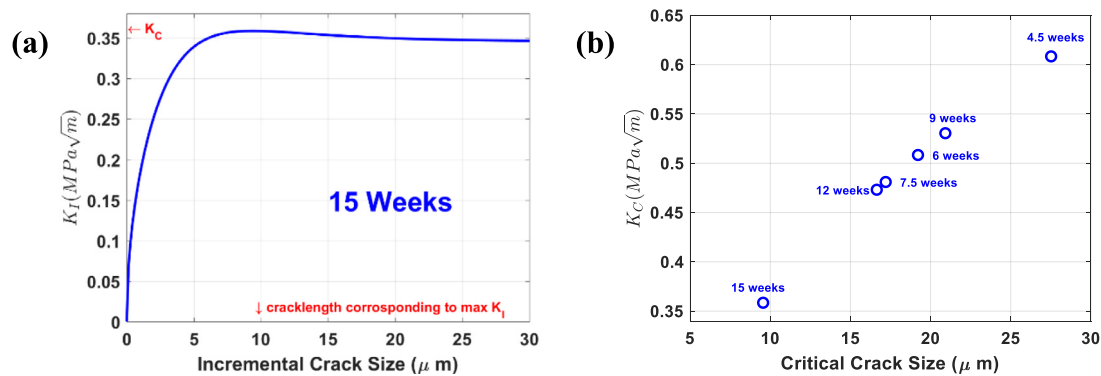 (a)
0.35
0.3
0.25
0.2
0.15
0.1
0.05
0
K_I(MPa√m)
← K_C
15 Weeks
↓ cracklength corrosponding to max K_I
0 5 10 15 20 25 30
Incremental Crack Size (μ m)
(b)
0.65
0.6
0.55
0.5
0.45
0.4
0.35
K_C(MPa√m)
4.5 weeks
9 weeks
6 weeks
7.5 weeks
12 weeks
15 weeks
5 10 15 20 25 30
Critical Crack Size (μ m)